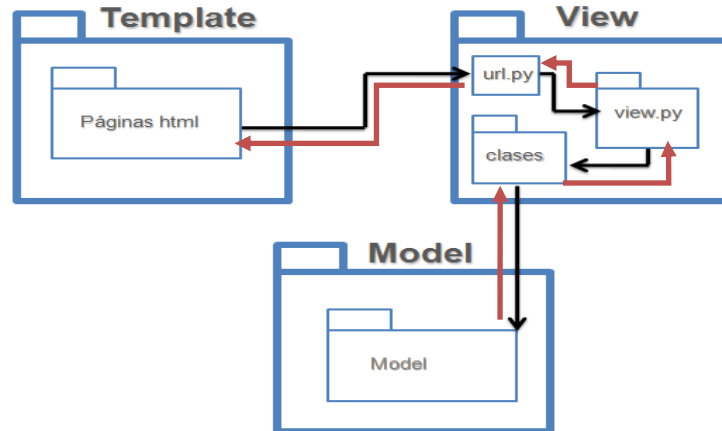 Template
View
url.py
Páginas html
view.py
clases
Model
Model